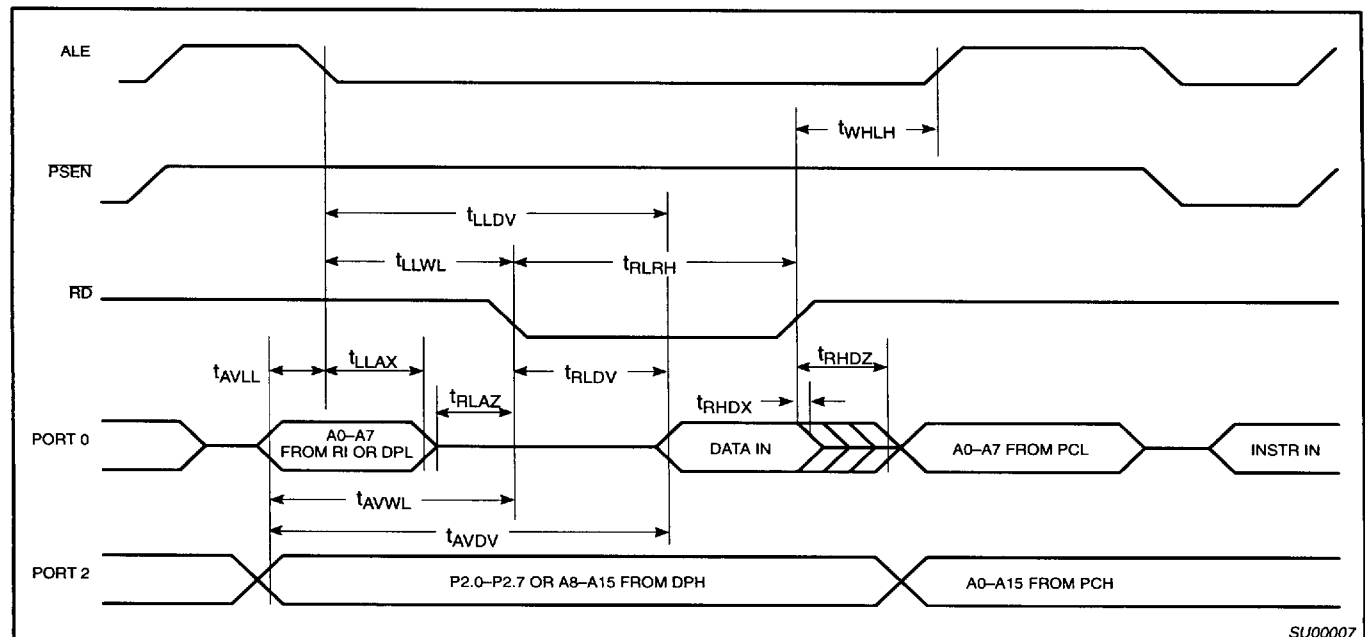 ALE
tWHLH
PSEN
tLLDV
tLLWL
tRLRH
RD
tAVLL
tLLAX
tRLAZ
tRLDV
tRHDZ
tRHDX
PORT 0
A0–A7
FROM RI OR DPL
DATA IN
A0–A7 FROM PCL
INSTR IN
tAVWL
tAVDV
PORT 2
P2.0–P2.7 OR A8–A15 FROM DPH
A0–A15 FROM PCH
SU00007